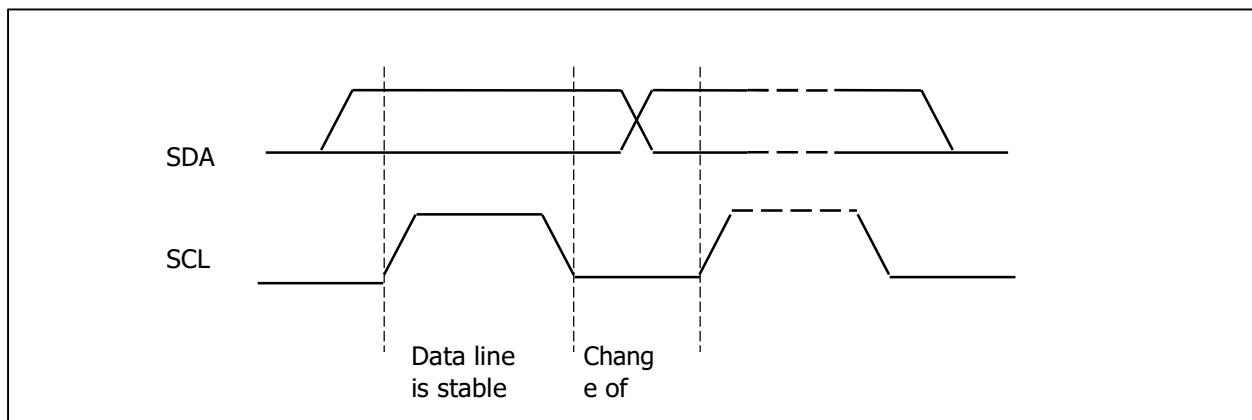 SDA
SCL
Data line
is stable
Chang
e of